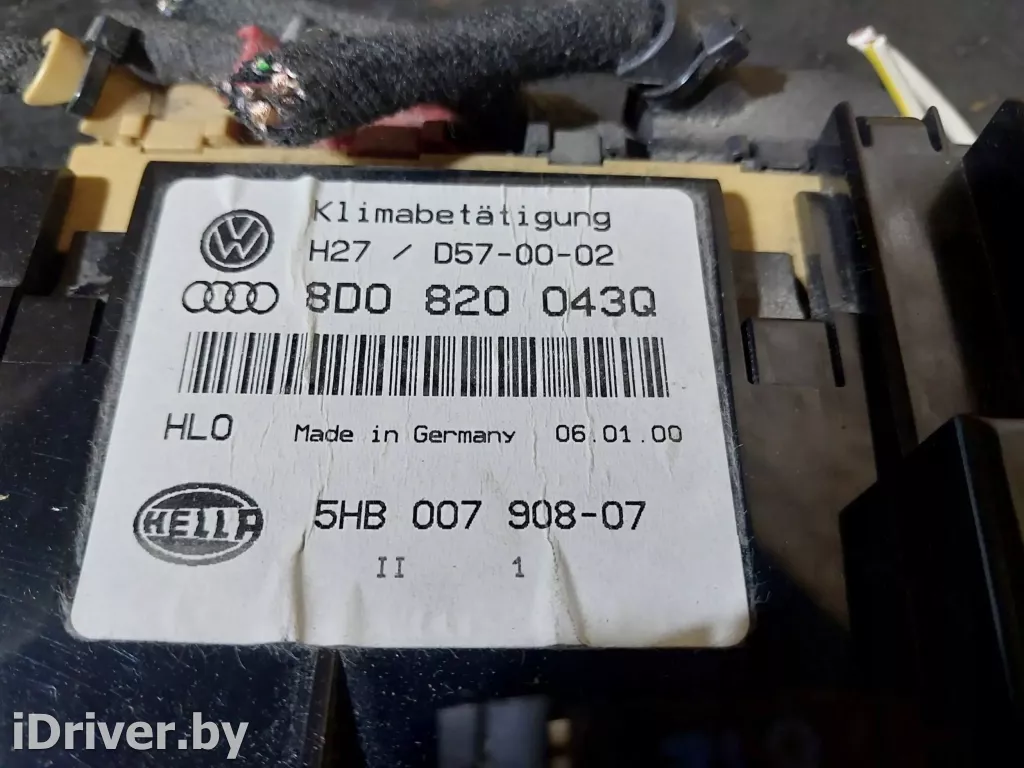 Klimabetätigung
H27 / D57-00-02
8D0 820 043Q
HLO Made in Germany 06.01.00
HELLA 5HB 007 908-07
II 1
iDriver.by